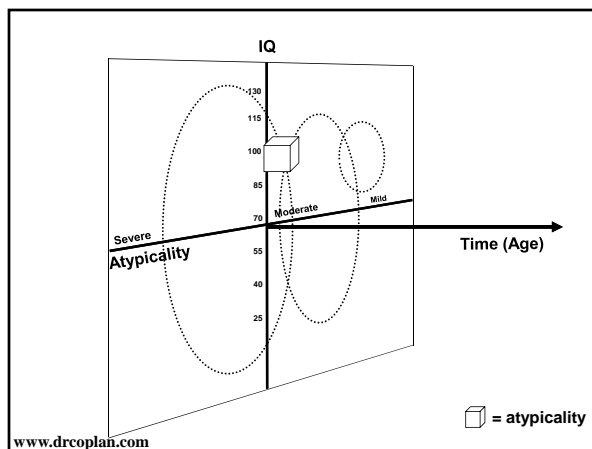 IQ
130
115
100
85
Mild
Moderate
70
Severe
Atypicality
Time (Age)
55
40
25
= atypicality
www.drcoplan.com